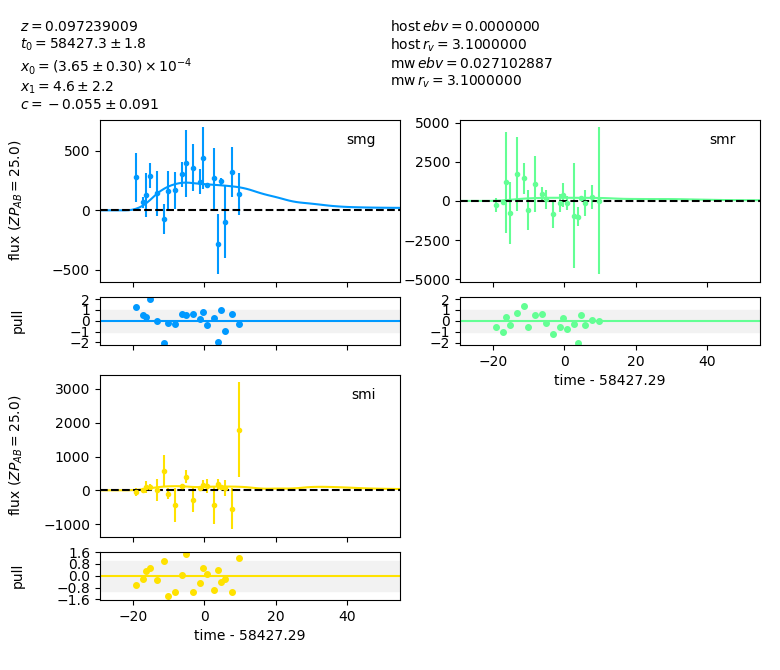 z = 0.097239009
t₀ = 58427.3 ± 1.8
x₀ = (3.65 ± 0.30) × 10⁻⁴
x₁ = 4.6 ± 2.2
c = −0.055 ± 0.091
host ebv = 0.0000000
host r_v = 3.1000000
mw ebv = 0.027102887
mw r_v = 3.1000000
smg
flux (ZP_AB = 25.0)
500
0
−500
pull
2
1
0
−1
−2
smr
5000
2500
0
−2500
−5000
2
1
0
−1
−2
−20 0 20 40
time - 58427.29
smi
flux (ZP_AB = 25.0)
3000
2000
1000
0
−1000
pull
1.6
0.8
0.0
−0.8
−1.6
−20 0 20 40
time - 58427.29